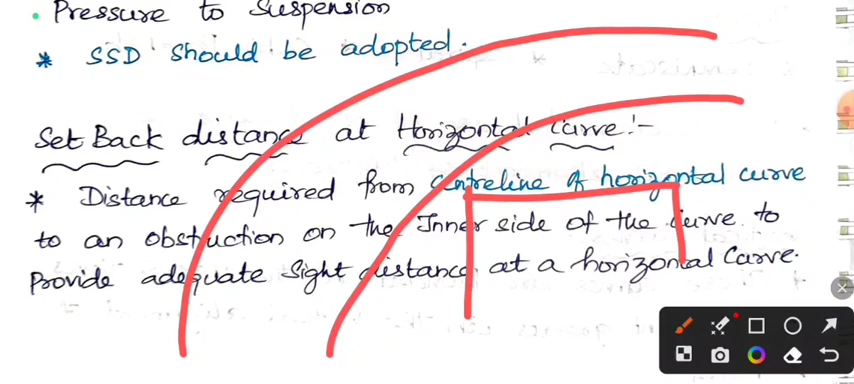 • Pressure to Suspension
* SSD should be adopted.
Set Back distance at Horizontal Curve:-
* Distance required from centreline of horizontal curve
to an obstruction on the Inner side of the curve to
Provide adequate Sight distance at a horizontal Curve.